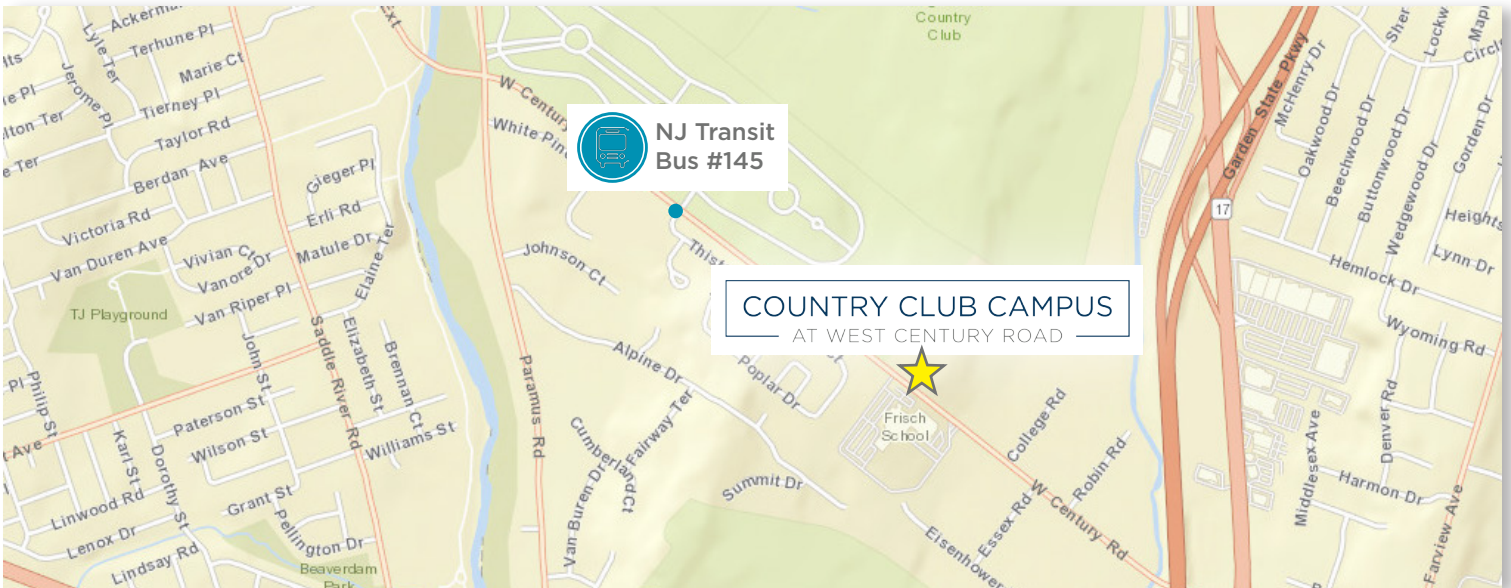 Country
Club
Lyle Ter
Terhune Pl
Marie Ct
Jerome Pl
Tierney Pl
Taylor Rd
Berdan Ave
Gieger Pl
Victoria Rd
Erli Rd
Van Duren Ave
Vivian Ct
Matule Dr
Vanore Dr
Elaine Ter
Van Riper Pl
TJ Playground
Saddle River Rd
Elizabeth St
Brennan Ct
John St
Philip St
Paterson St
Wilson St
Williams St
Karl St
Dorothy St
Linwood Rd
Grant St
Lenox Dr
Pellington Dr
Lindsay Rd
Beaverdam
Park
Ext
W Century
White Pine
NJ Transit
Bus #145
Johnson Ct
Thist
COUNTRY CLUB CAMPUS
AT WEST CENTURY ROAD
Paramus Rd
Alpine Dr
Poplar Dr
Frisch
School
Cumberland Ct
Fairway Ter
Van Buren Dr
Summit Dr
College Rd
Robin Rd
W Century Rd
Essex Rd
Eisenhower
Garden State Pkwy
17
McHenry Dr
Oakwood Dr
Beechwood Dr
Buttonwood Dr
Wedgewood Dr
Gorden Dr
Heights
Lynn Dr
Hemlock Dr
Wyoming Rd
Middlesex Ave
Denver Rd
Harmon Dr
Farview Ave